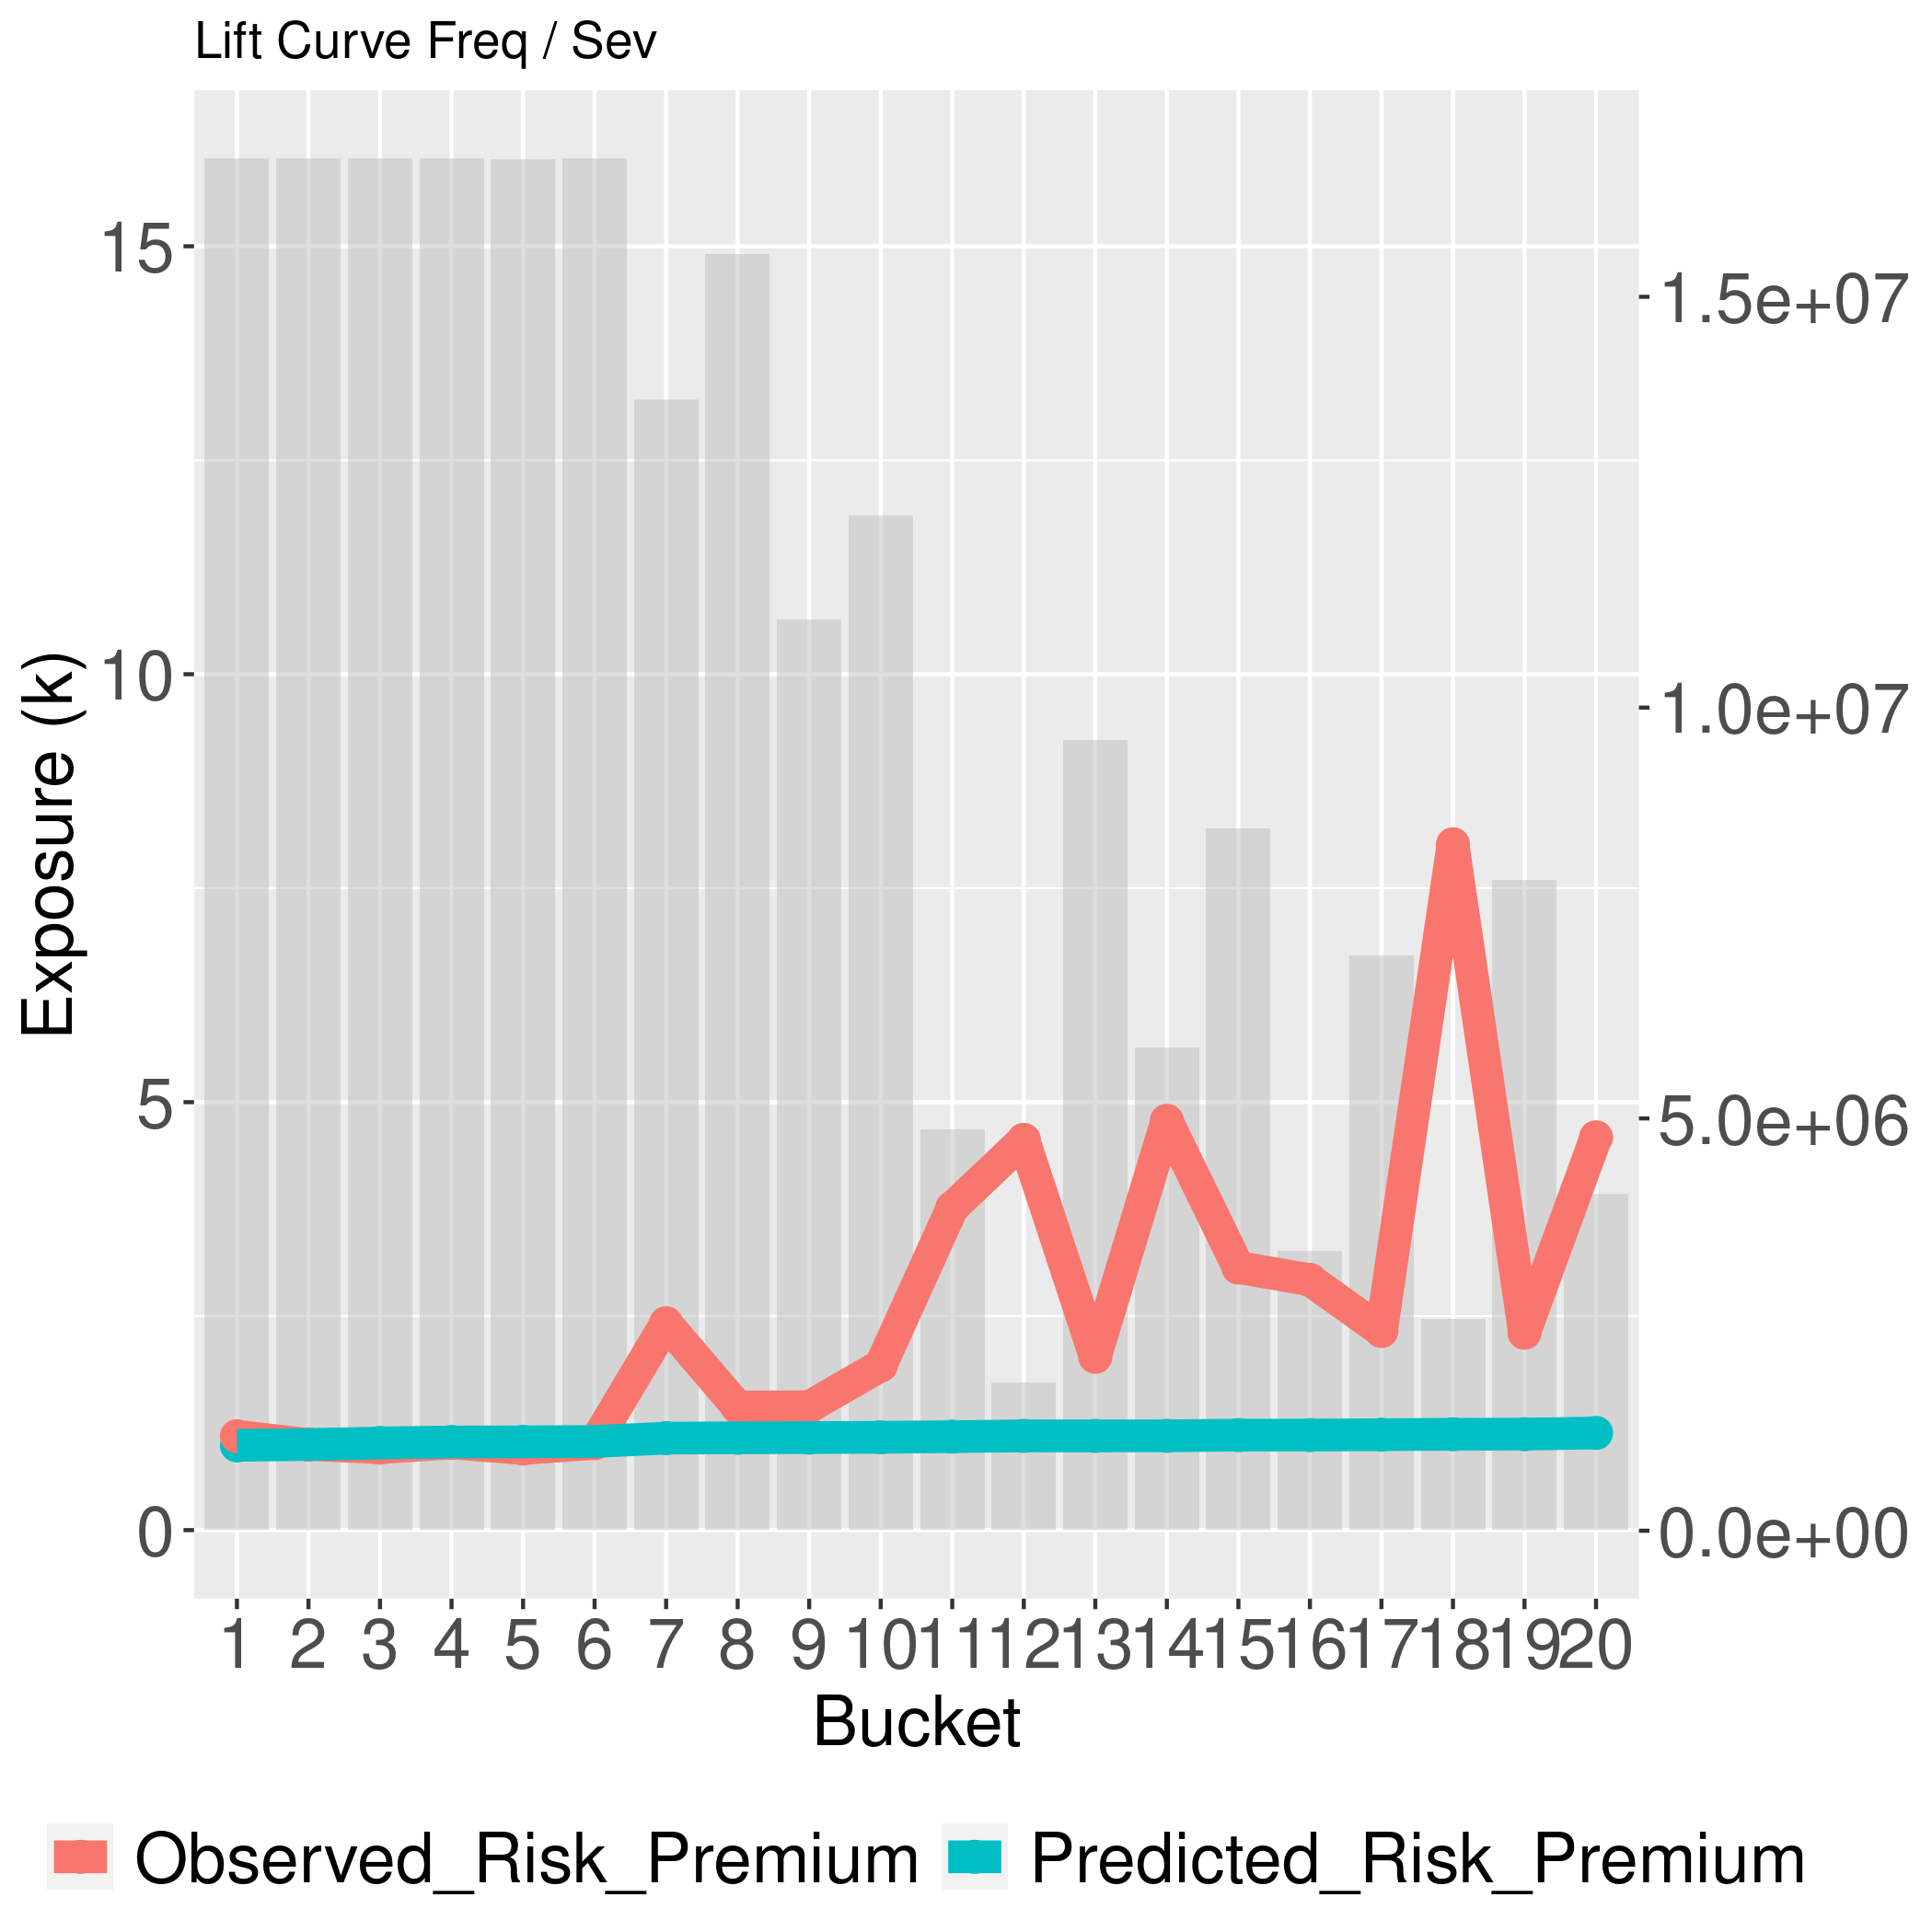 Lift Curve Freq / Sev
15
10
5
0
Exposure (k)
1.5e+07
1.0e+07
5.0e+06
0.0e+00
1 2 3 4 5 6 7 8 9 10 11 12 13 14 15 16 17 18 19 20
Bucket
Observed_Risk_Premium Predicted_Risk_Premium